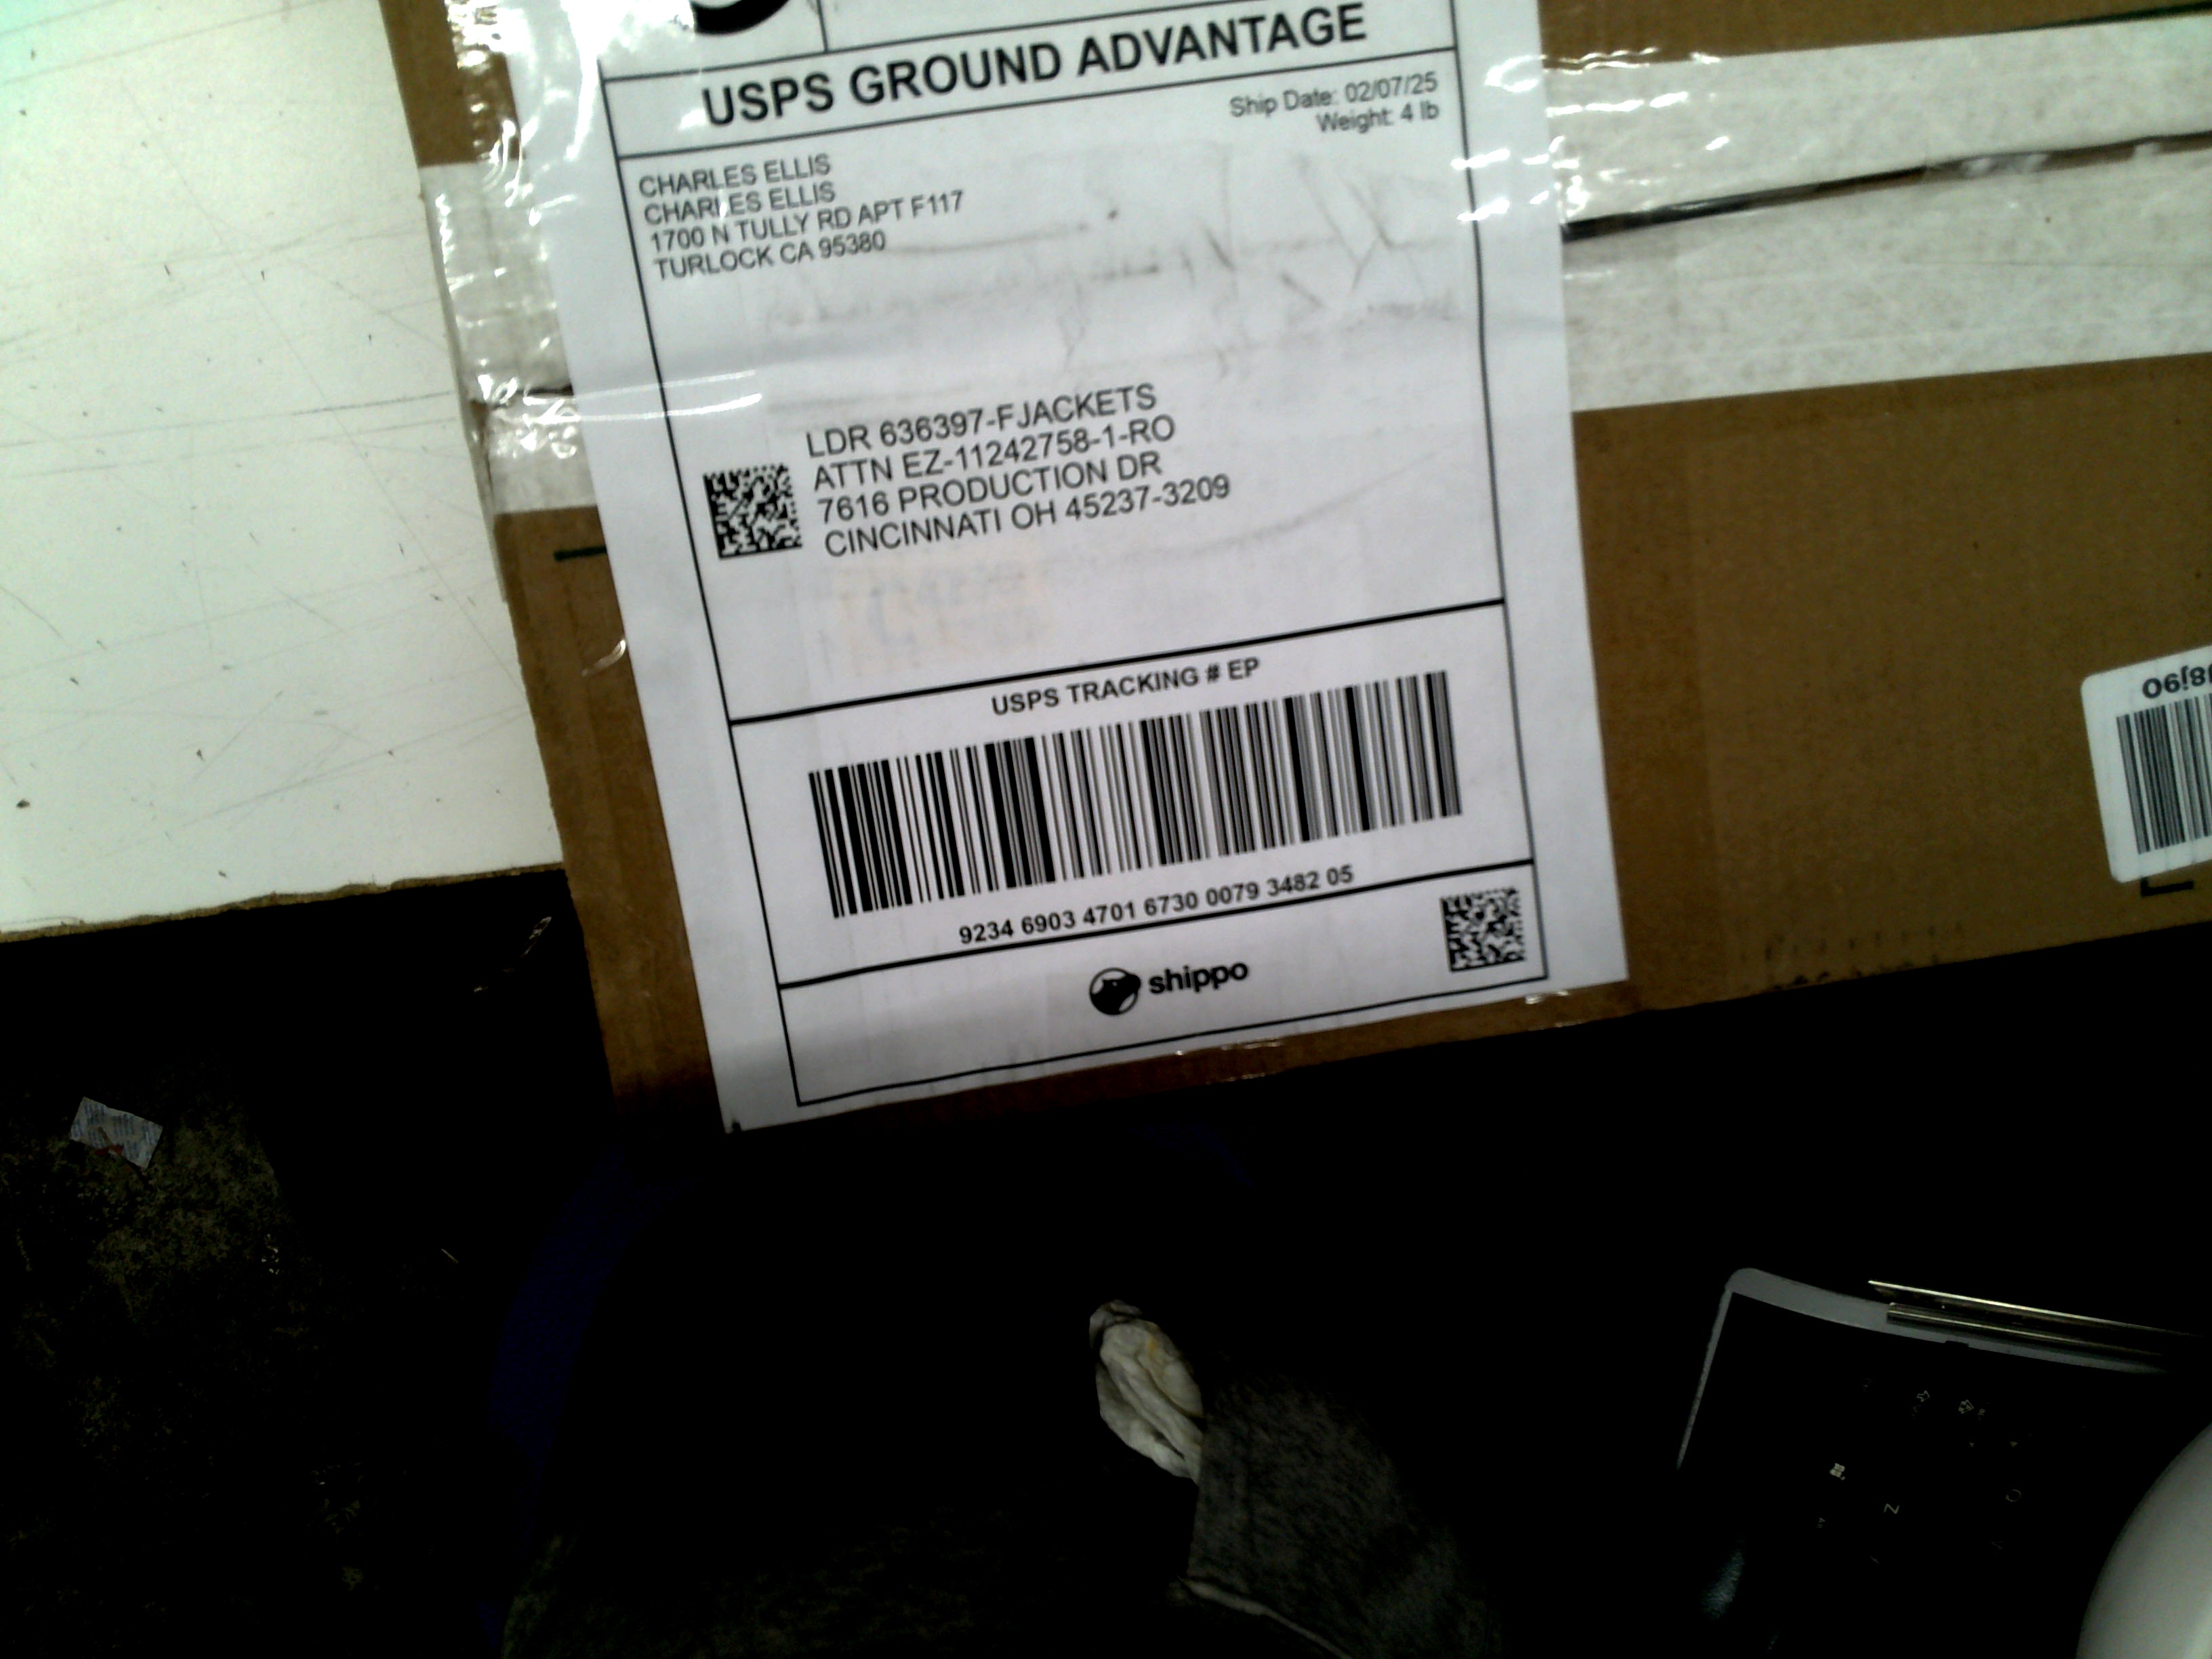 USPS GROUND ADVANTAGE
Ship Date: 02/07/25
Weight: 4 lb
CHARLES ELLIS
CHARLES ELLIS
1700 N TULLY RD APT F117
TURLOCK CA 95380
LDR 636397-FJACKETS
ATTN EZ-11242758-1-RO
7616 PRODUCTION DR
CINCINNATI OH 45237-3209
USPS TRACKING # EP
9234 6903 4701 6730 0079 3482 05
shippo